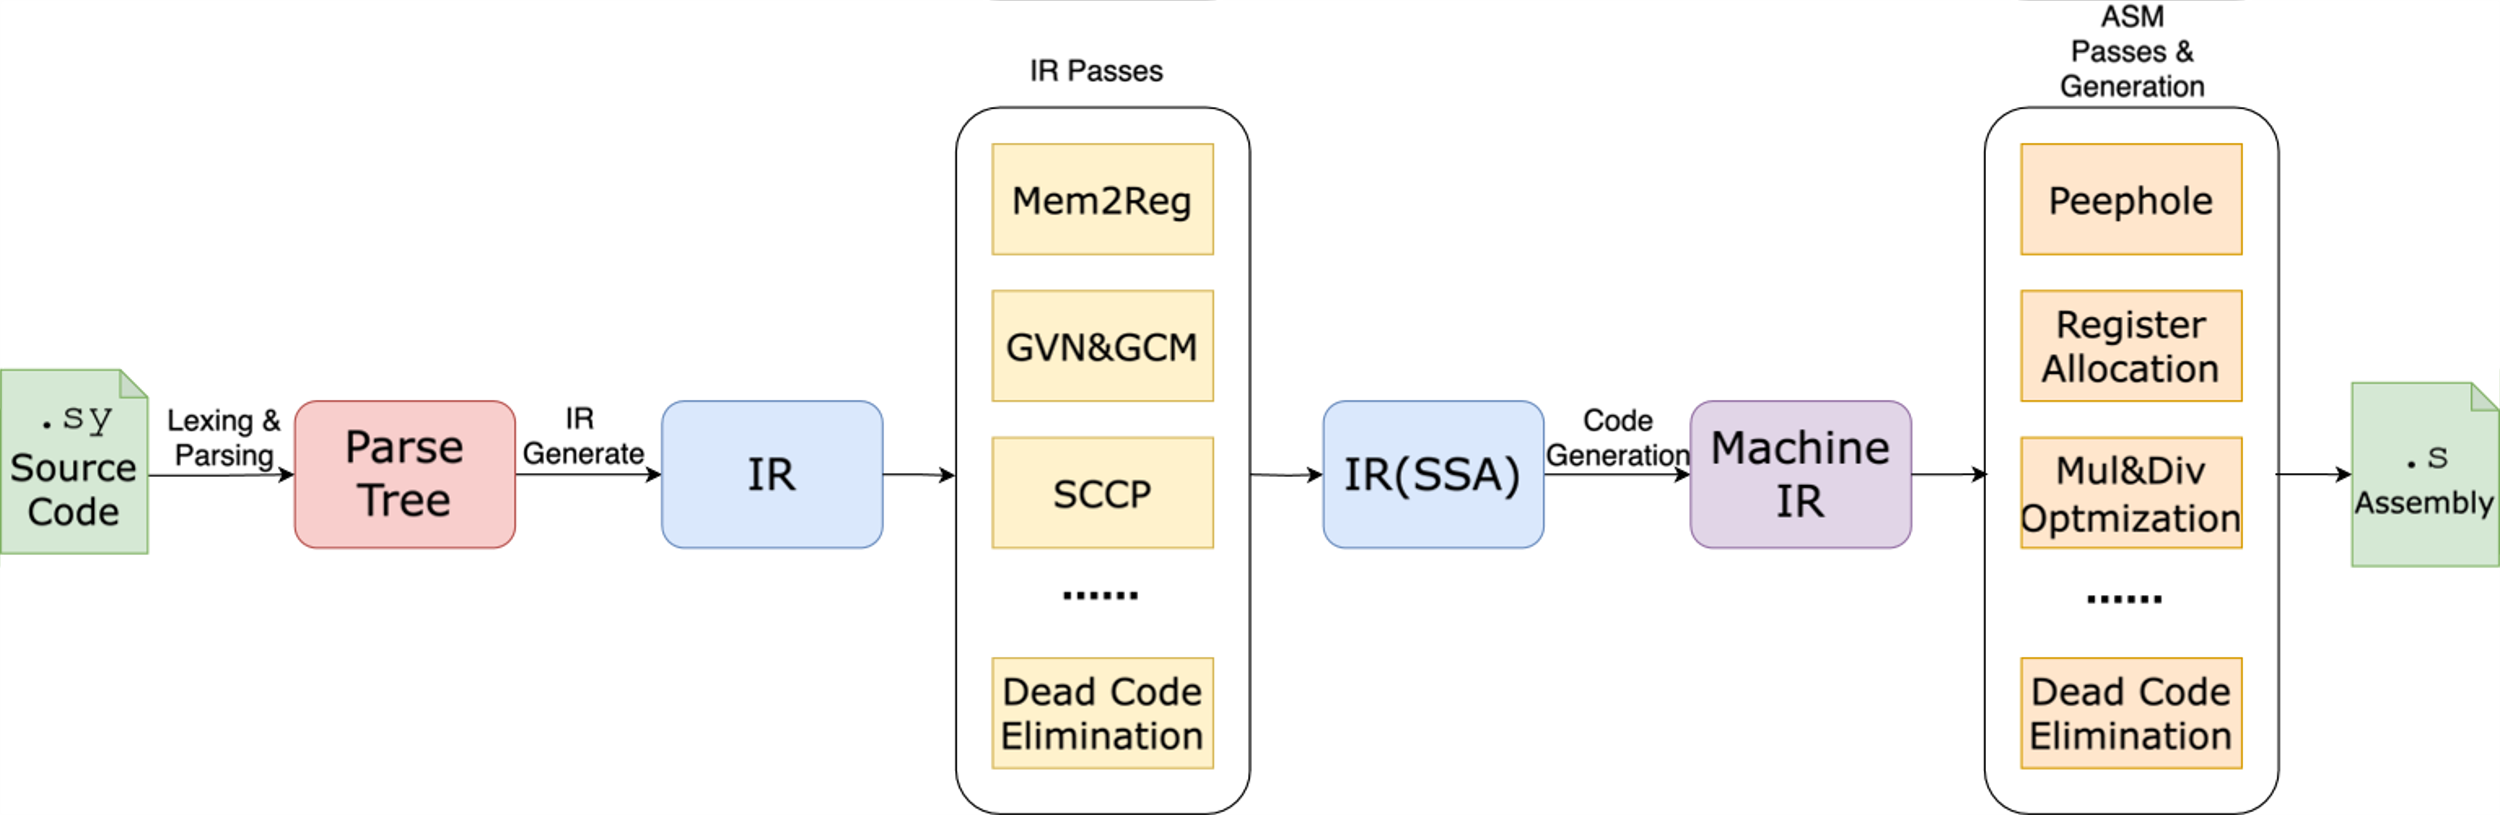 .sy
Source
Code
Lexing &
Parsing
Parse
Tree
IR
Generate
IR
IR Passes
Mem2Reg
GVN&GCM
SCCP
......
Dead Code
Elimination
IR(SSA)
Code
Generation
Machine
IR
ASM
Passes &
Generation
Peephole
Register
Allocation
Mul&Div
Optmization
......
Dead Code
Elimination
.s
Assembly